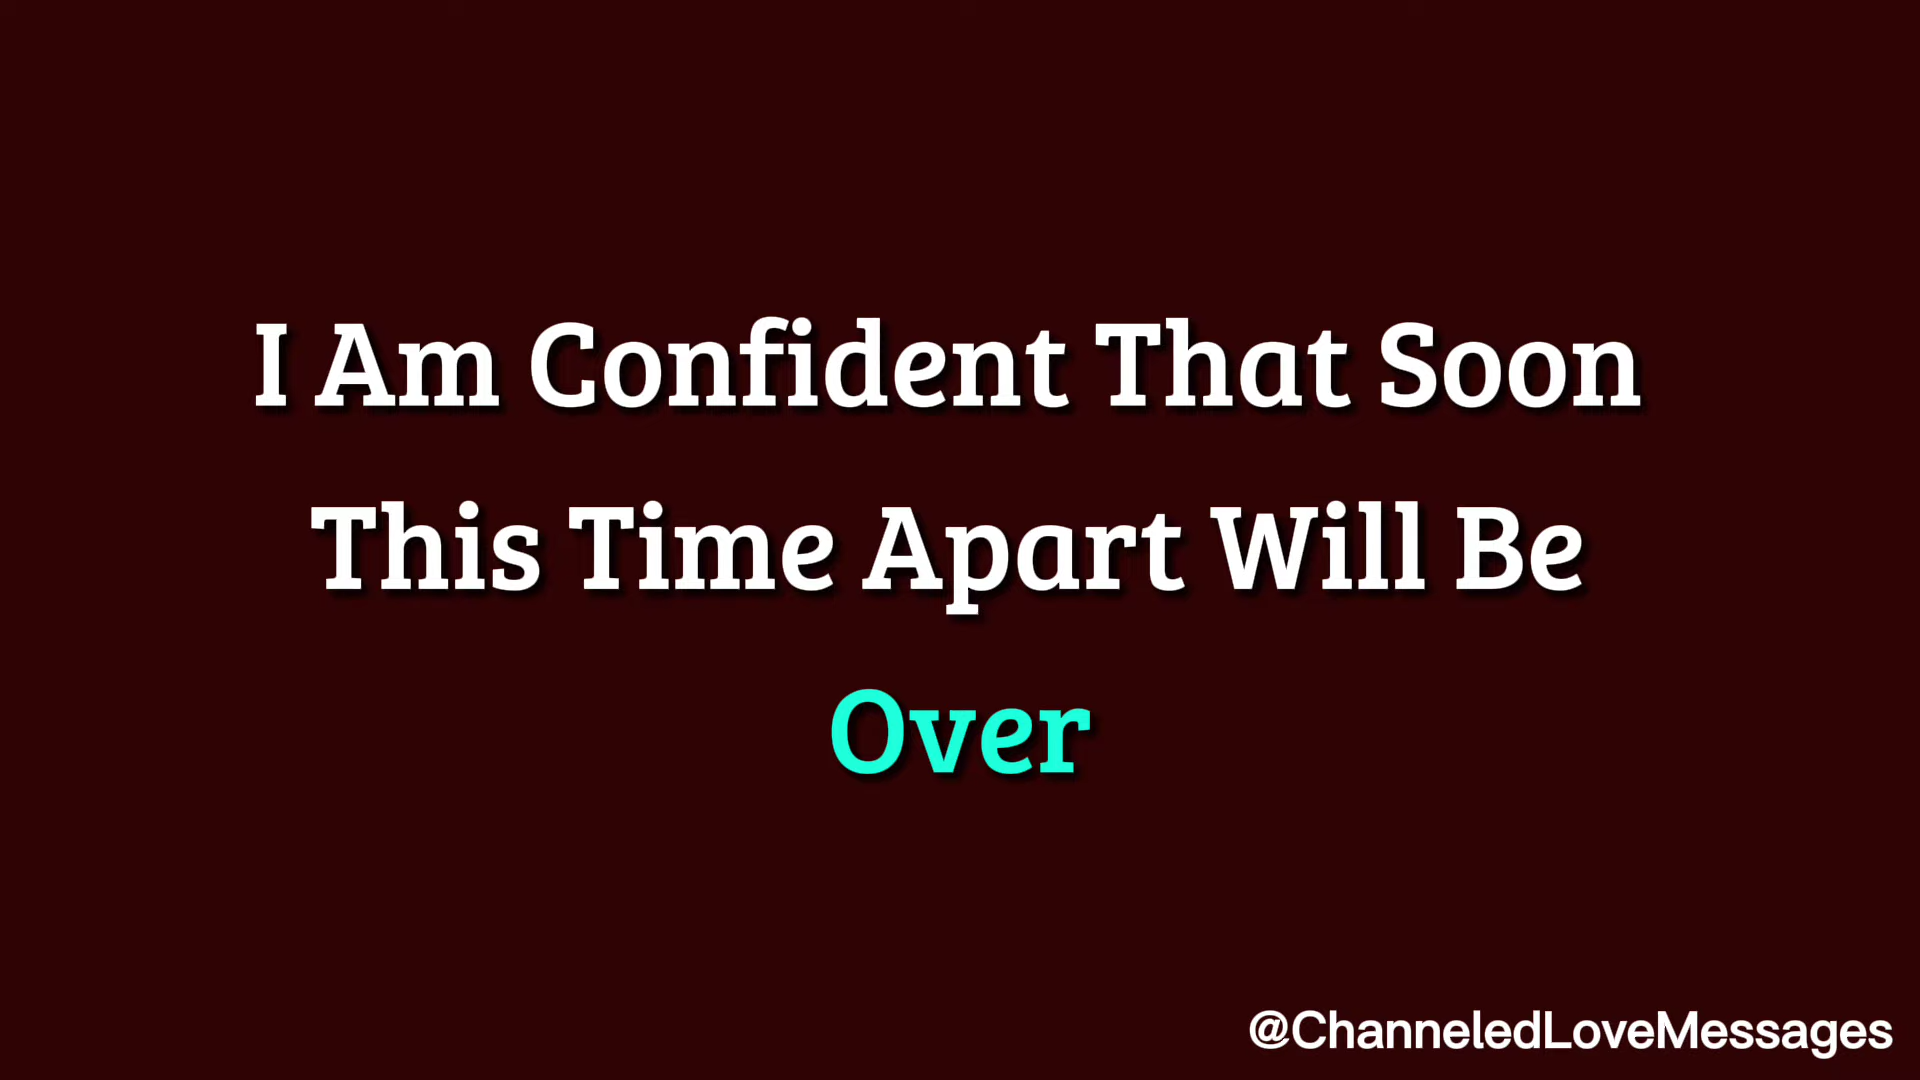 I Am Confident That Soon
This Time Apart Will Be
Over
@ChanneledLoveMessages